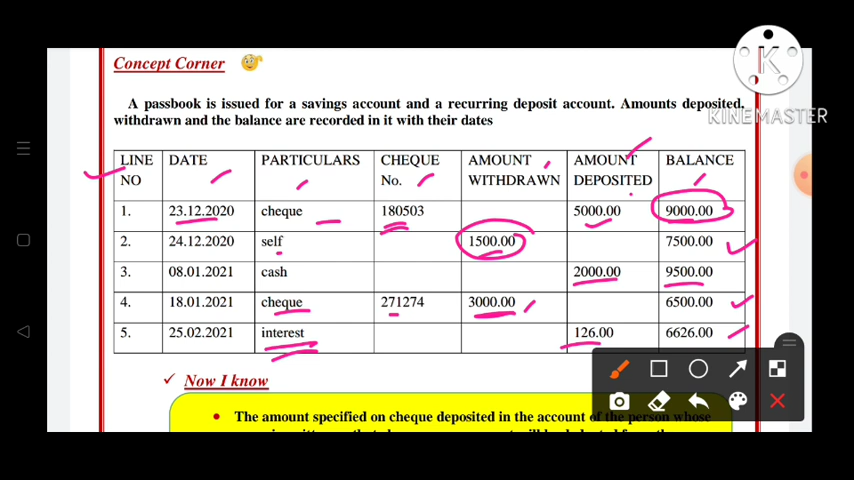 Concept Corner
KINEMASTER
A passbook is issued for a savings account and a recurring deposit account. Amounts deposited,
withdrawn and the balance are recorded in it with their dates
LINE NO DATE PARTICULARS CHEQUE No. AMOUNT WITHDRAWN AMOUNT DEPOSITED BALANCE
1. 23.12.2020 cheque 180503 5000.00 9000.00
2. 24.12.2020 self 1500.00 7500.00
3. 08.01.2021 cash 2000.00 9500.00
4. 18.01.2021 cheque 271274 3000.00 6500.00
5. 25.02.2021 interest 126.00 6626.00
✓ Now I know
• The amount specified on cheque deposited in the account of the person whose